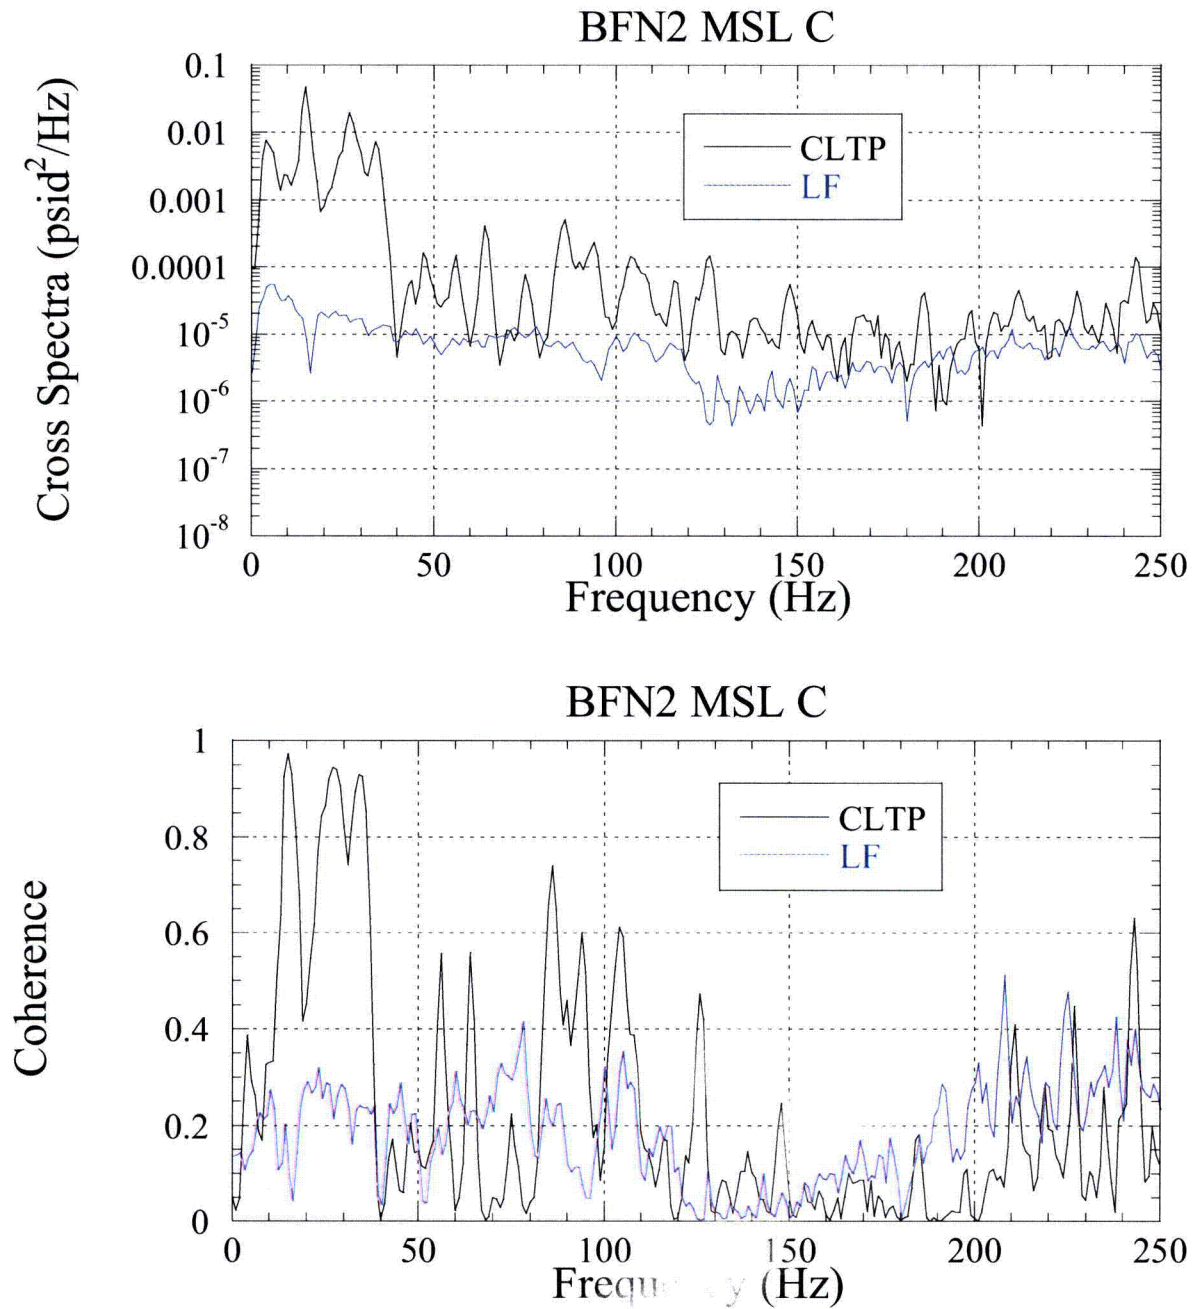 BFN2 MSL C
Cross Spectra (psid²/Hz)
0.1
0.01
0.001
0.0001
10⁻⁵
10⁻⁶
10⁻⁷
10⁻⁸
CLTP
LF
0 50 100 150 200 250
Frequency (Hz)
BFN2 MSL C
Coherence
1
0.8
0.6
0.4
0.2
0
CLTP
LF
0 50 100 150 200 250
Frequency (Hz)